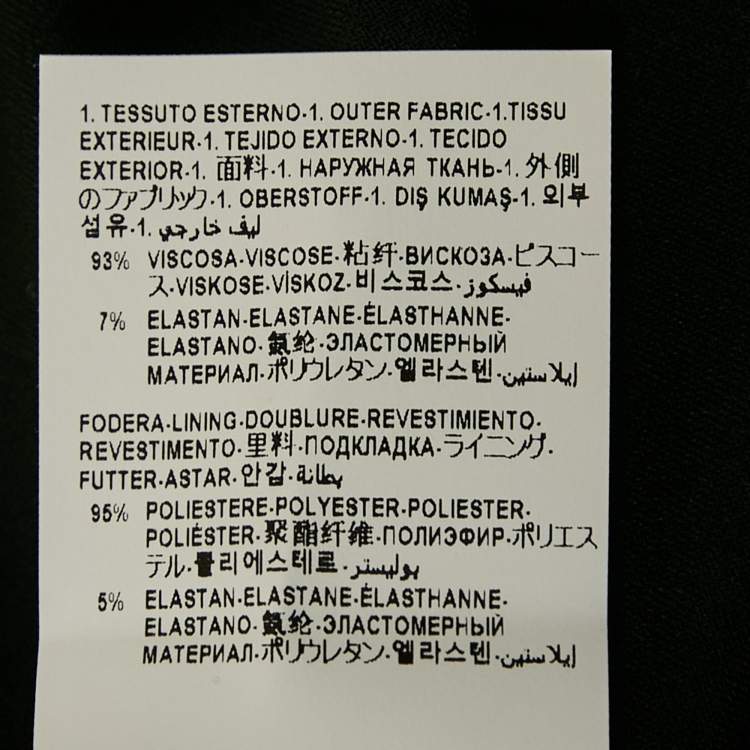 1. TESSUTO ESTERNO-1. OUTER FABRIC-1.TISSU
EXTERIEUR-1. TEJIDO EXTERNO-1. TECIDO
EXTERIOR-1. 面料-1. НАРУЖНАЯ ТКАНЬ-1. 外側
のファブリック-1. OBERSTOFF-1. DIŞ KUMAŞ-1. 외부
섬유-1. ليف خارجي
93% VISCOSA-VISCOSE-粘纤-ВИСКОЗА-ビスコー
ス-VISKOSE-VİSKOZ-비스코스-فيسكوز
7% ELASTAN-ELASTANE-ÉLASTHANNE-
ELASTANO-氨纶-ЭЛАСТОМЕРНЫЙ
МАТЕРИАЛ-ポリウレタン-엘라스텐-إيلاستين
FODERA-LINING-DOUBLURE-REVESTIMIENTO-
REVESTIMENTO-里料-ПОДКЛАДКА-ライニング-
FUTTER-ASTAR-안감-بطانة
95% POLIESTERE-POLYESTER-POLIESTER-
POLIÉSTER-聚酯纤维-ПОЛИЭФИР-ポリエス
テル-폴리에스테르-بوليستر
5% ELASTAN-ELASTANE-ÉLASTHANNE-
ELASTANO-氨纶-ЭЛАСТОМЕРНЫЙ
МАТЕРИАЛ-ポリウレタン-엘라스텐-إيلاستين